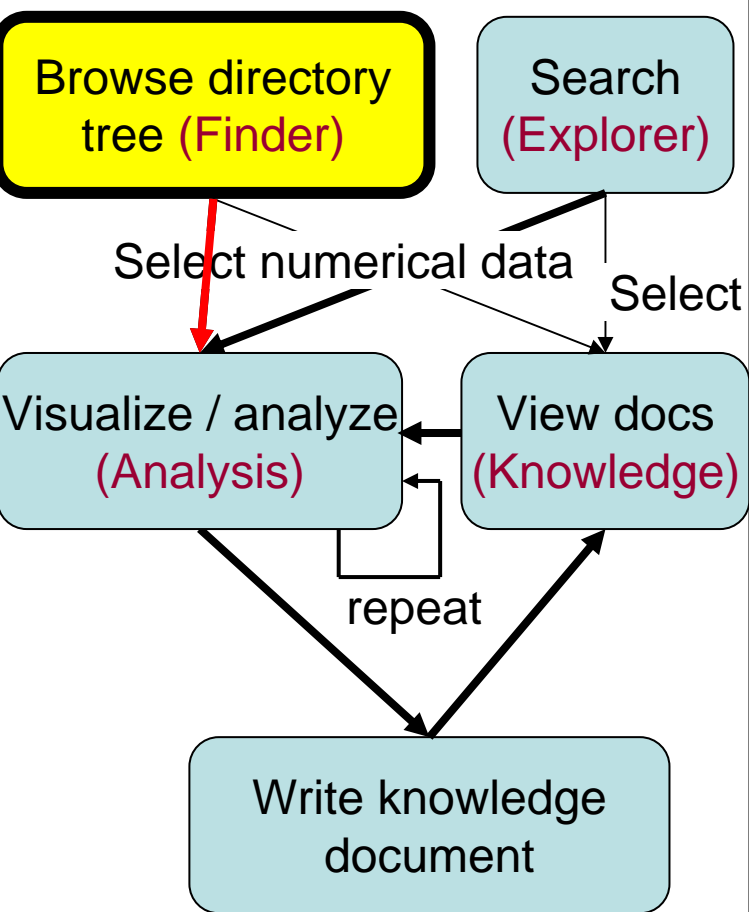 Browse directory
tree (Finder)
Search
(Explorer)
Select numerical data
Select
Visualize / analyze
(Analysis)
View docs
(Knowledge)
repeat
Write knowledge
document